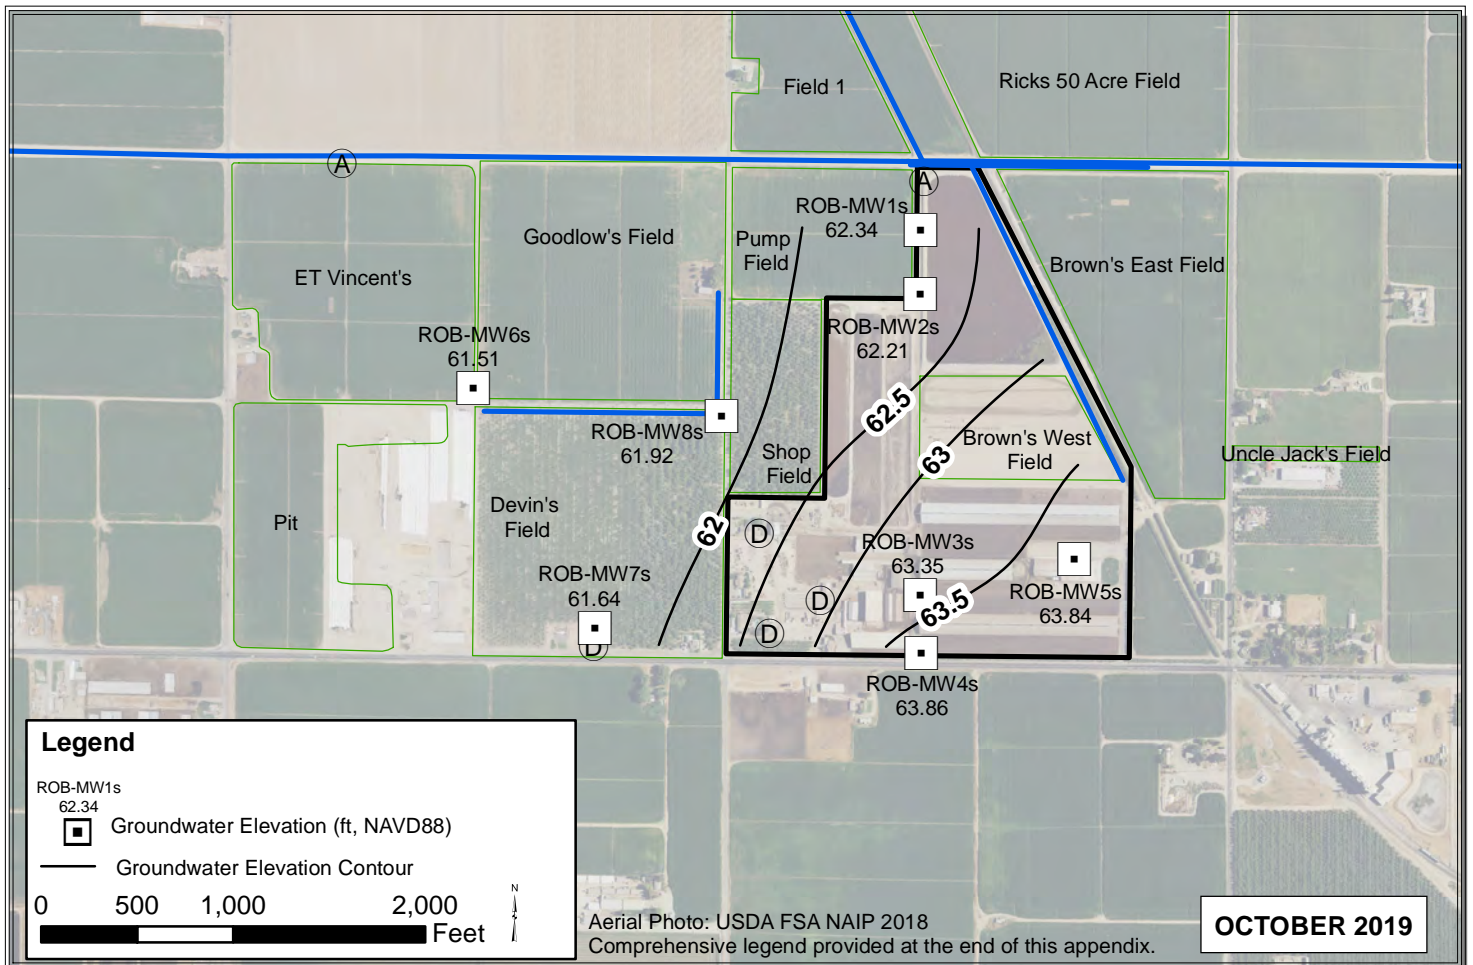 Field 1
Ricks 50 Acre Field
A
A
ROB-MW1s
62.34
Goodlow's Field
Pump
Field
ET Vincent's
Brown's East Field
ROB-MW2s
62.21
ROB-MW6s
61.51
62.5
ROB-MW8s
61.92
Brown's West
Field
63
Shop
Field
Uncle Jack's Field
Devin's
Field
Pit
62
D
ROB-MW3s
63.35
ROB-MW7s
61.64
D
ROB-MW5s
63.84
63.5
D
D
ROB-MW4s
63.86
Legend
ROB-MW1s
62.34
Groundwater Elevation (ft, NAVD88)
Groundwater Elevation Contour
N
0 500 1,000 2,000
Feet
Aerial Photo: USDA FSA NAIP 2018
Comprehensive legend provided at the end of this appendix.
OCTOBER 2019